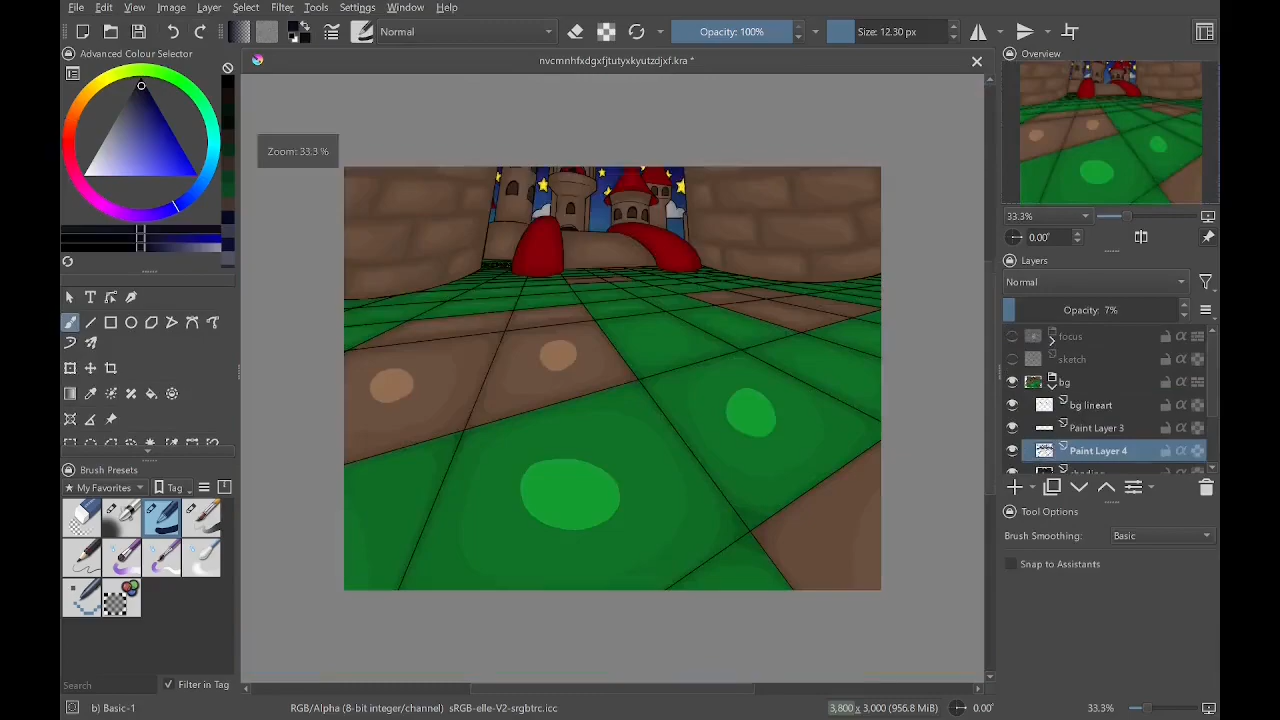 File Edit View Image Layer Select Filter Tools Settings Window Help
Normal
Opacity: 100%
Size: 12.30 px
Advanced Colour Selector
nvcmnhfxdgxfjtutyxkyutzdjxf.kra *
Overview
Zoom: 33.3 %
33.3%
0.00°
Layers
Normal
Opacity: 7%
focus
sketch
bg
bg lineart
Paint Layer 3
Paint Layer 4
Brush Presets
My Favorites
Tag
Tool Options
Brush Smoothing:
Basic
Snap to Assistants
Search
Filter in Tag
b) Basic-1
RGB/Alpha (8-bit integer/channel) sRGB-elle-V2-srgbtrc.icc
3,800 x 3,000 (956.8 MiB)
0.00°
33.3%